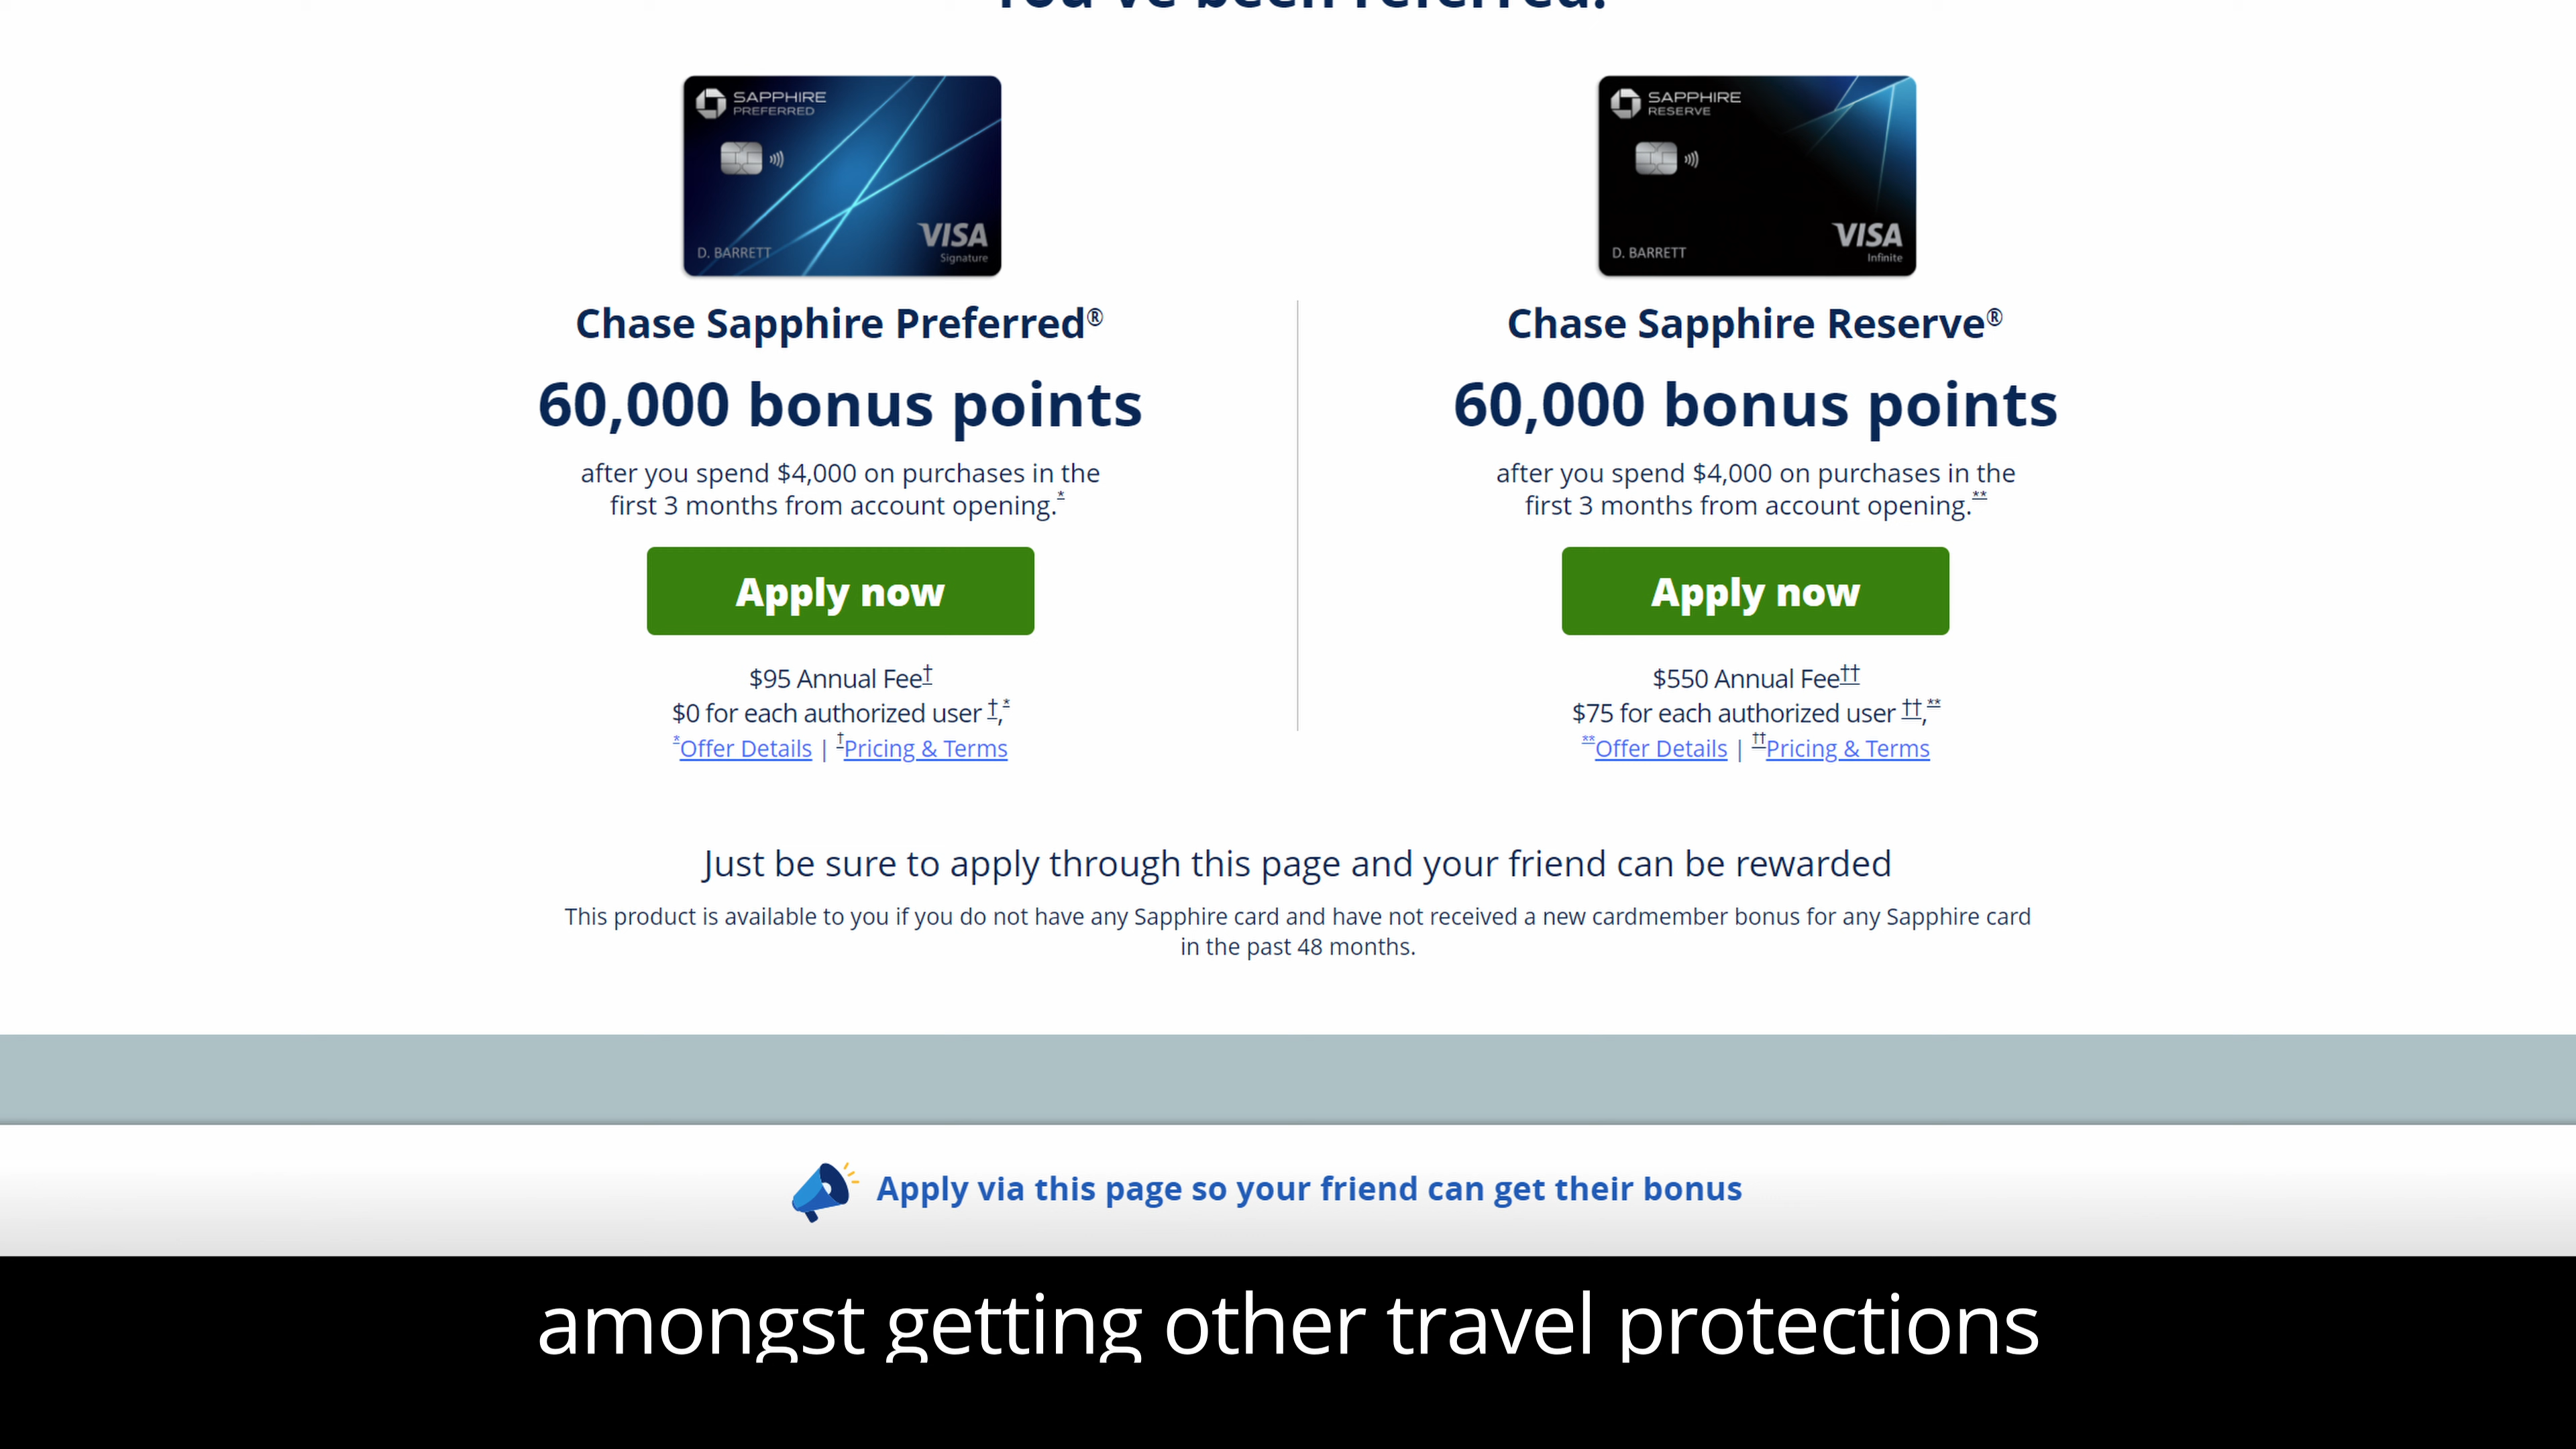 You've been referred!
SAPPHIRE
PREFERRED
VISA
Signature
D. BARRETT
SAPPHIRE
RESERVE
VISA
Infinite
D. BARRETT
Chase Sapphire Preferred®
60,000 bonus points
after you spend $4,000 on purchases in the
first 3 months from account opening.*
Apply now
$95 Annual Fee†
$0 for each authorized user †,*
*Offer Details | †Pricing & Terms
Chase Sapphire Reserve®
60,000 bonus points
after you spend $4,000 on purchases in the
first 3 months from account opening.**
Apply now
$550 Annual Fee††
$75 for each authorized user ††,**
**Offer Details | ††Pricing & Terms
Just be sure to apply through this page and your friend can be rewarded
This product is available to you if you do not have any Sapphire card and have not received a new cardmember bonus for any Sapphire card
in the past 48 months.
Apply via this page so your friend can get their bonus
amongst getting other travel protections